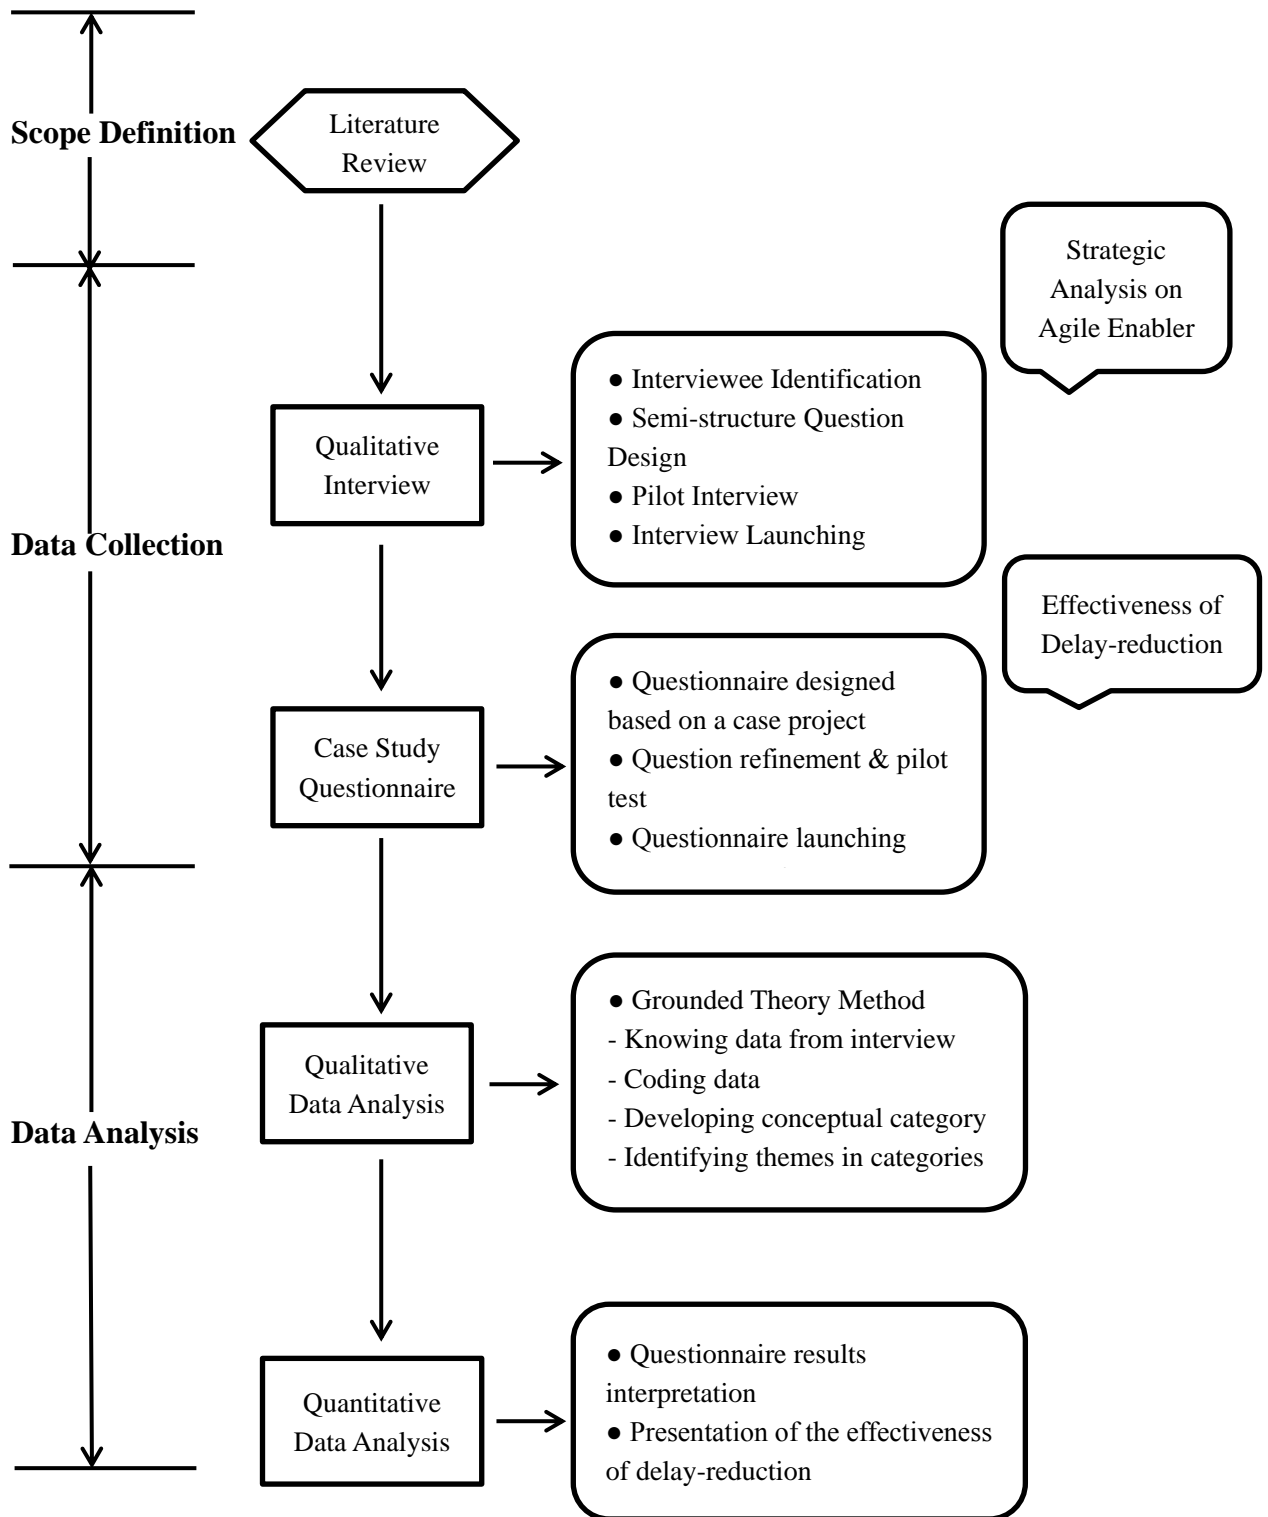 Scope Definition
Literature
Review
Strategic
Analysis on
Agile Enabler
Data Collection
Qualitative
Interview
● Interviewee Identification
● Semi-structure Question
Design
● Pilot Interview
● Interview Launching
Effectiveness of
Delay-reduction
Case Study
Questionnaire
● Questionnaire designed
based on a case project
● Question refinement & pilot
test
● Questionnaire launching
Data Analysis
Qualitative
Data Analysis
● Grounded Theory Method
- Knowing data from interview
- Coding data
- Developing conceptual category
- Identifying themes in categories
Quantitative
Data Analysis
● Questionnaire results
interpretation
● Presentation of the effectiveness
of delay-reduction